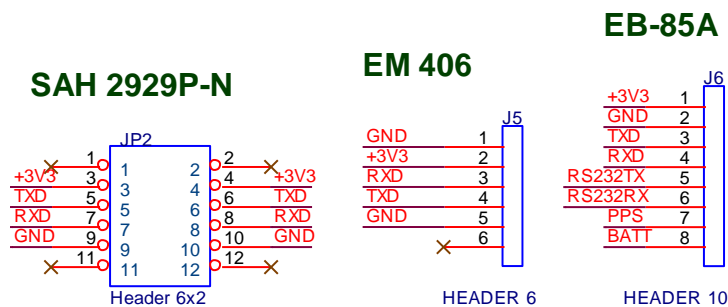 EB-85A
EM 406
SAH 2929P-N
JP2
1 1 2 2
+3V3 3 3 4 4 +3V3
TXD 5 5 6 6 TXD
RXD 7 7 8 8 RXD
GND 9 9 10 10 GND
11 11 12 12
Header 6x2
J5
GND 1
+3V3 2
RXD 3
TXD 4
GND 5
6
HEADER 6
J6
+3V3 1
GND 2
TXD 3
RXD 4
RS232TX 5
RS232RX 6
PPS 7
BATT 8
HEADER 10